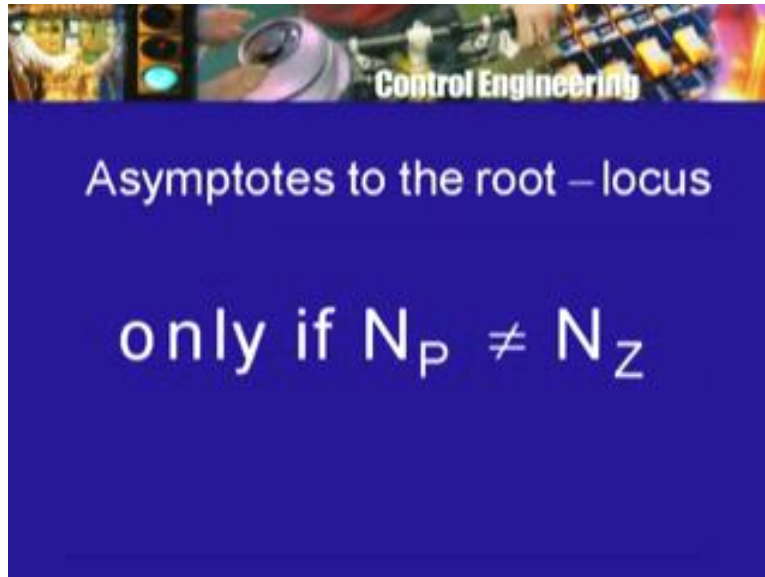 Control Engineering
Asymptotes to the root – locus
only if N_P ≠ N_Z